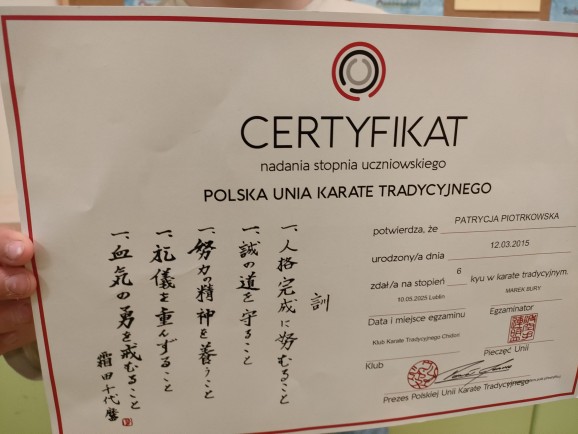 CERTYFIKAT
nadania stopnia uczniowskiego
POLSKA UNIA KARATE TRADYCYJNEGO
potwierdza, że PATRYCJA PIOTRKOWSKA
urodzony/a dnia 12.03.2015
zdał/a na stopień 6 kyu w karate tradycyjnym.
10.05.2025 Lublin
MAREK BURY
Data i miejsce egzaminu
Egzaminator
Klub Karate Tradycyjnego
Klub
Pieczęć Unii
Prezes Polskiej Unii Karate Tradycyjnego
訓
一、人格完成に努むること
一、誠の道を守ること
一、努力の精神を養うこと
一、礼儀を重んずること
一、血気の勇を戒むること